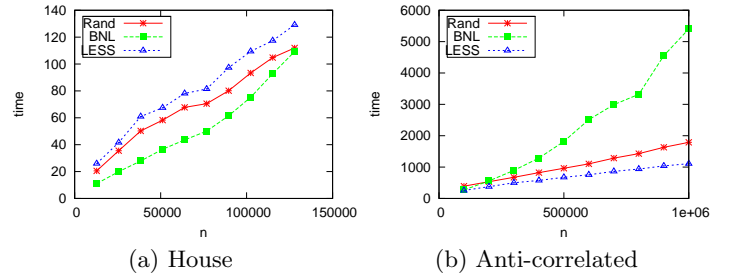 140
120
100
80
60
40
20
0
time
Rand
BNL
LESS
0 50000 100000 150000
n
(a) House
6000
5000
4000
3000
2000
1000
0
time
Rand
BNL
LESS
0 500000 1e+06
n
(b) Anti-correlated